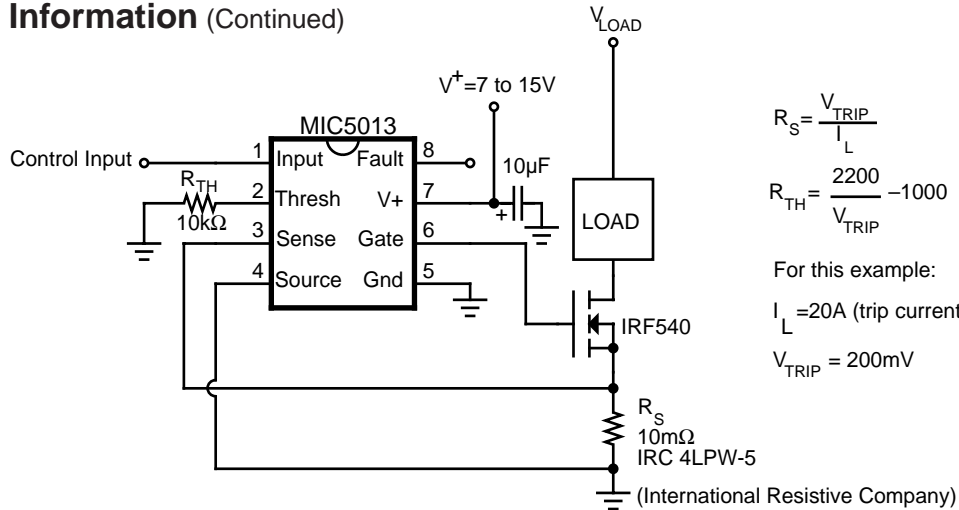 Information (Continued)
V LOAD
V+=7 to 15V
MIC5013
Control Input
1 Input Fault 8
10µF
RTH
2 Thresh V+ 7
+
10kΩ
LOAD
3 Sense Gate 6
4 Source Gnd 5
IRF540
RS
10mΩ
IRC 4LPW-5
(International Resistive Company)
RS= VTRIP
IL
RTH= 2200 –1000
VTRIP
For this example:
IL =20A (trip current
VTRIP = 200mV